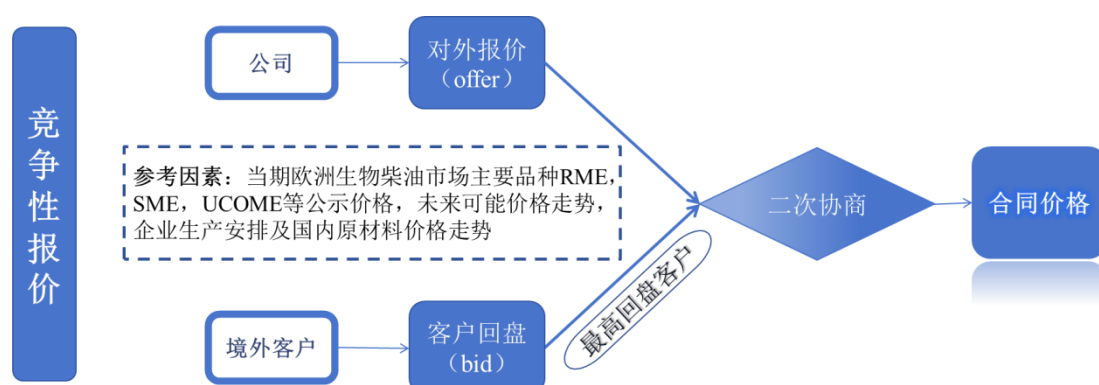 竞争性报价
公司
对外报价
（offer）
参考因素：当期欧洲生物柴油市场主要品种RME，
SME，UCOME等公示价格，未来可能价格走势，
企业生产安排及国内原材料价格走势
二次协商
合同价格
最高回盘客户
境外客户
客户回盘
（bid）